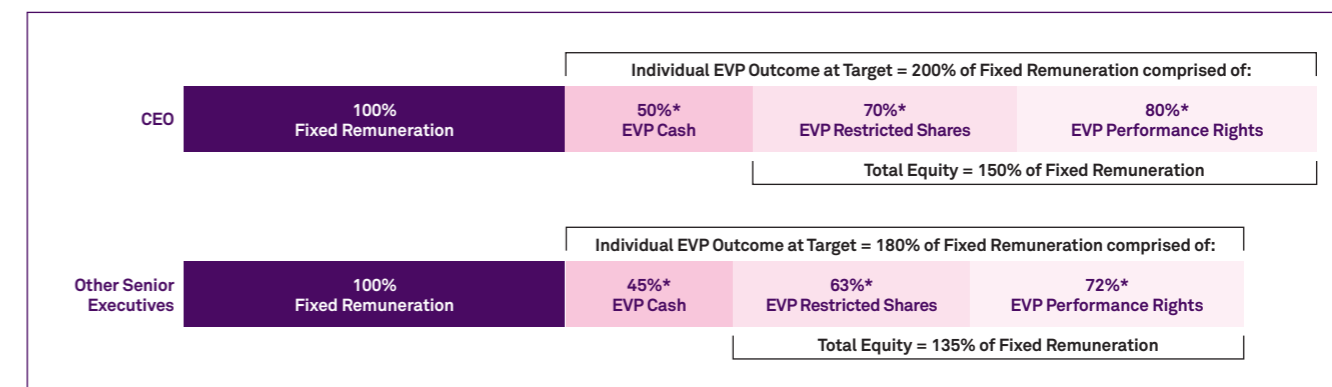 Individual EVP Outcome at Target = 200% of Fixed Remuneration comprised of:
CEO
100%
Fixed Remuneration
50%*
EVP Cash
70%*
EVP Restricted Shares
80%*
EVP Performance Rights
Total Equity = 150% of Fixed Remuneration
Individual EVP Outcome at Target = 180% of Fixed Remuneration comprised of:
Other Senior
Executives
100%
Fixed Remuneration
45%*
EVP Cash
63%*
EVP Restricted Shares
72%*
EVP Performance Rights
Total Equity = 135% of Fixed Remuneration